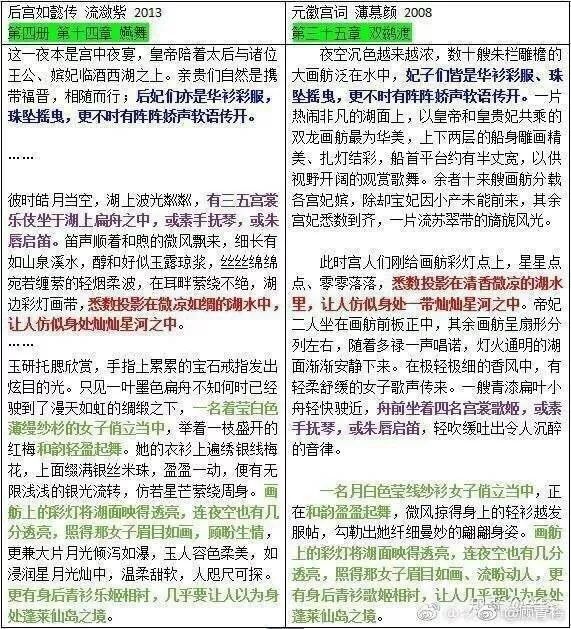 后宫如懿传 流潋紫 2013
第四册 第十四章 嬿舞
这一夜本是宫中夜宴，皇帝陪着太后与诸位
王公、嫔妃临酒西湖之上。亲贵们自然是携
带福晋，相随而行；后妃们亦是华衫彩服，
珠坠摇曳，更不时有阵阵娇声软语传开。
……
彼时皓月当空，湖上波光粼粼，有三五宫裳
乐伎坐于湖上扁舟之中，或素手抚琴，或朱
唇启笛。笛声顺着和煦的微风飘来，细长有
如山泉溪水，醇和好似玉露琼浆，丝丝绵绵
宛若缠萦的轻烟柔波，在耳畔萦绕不绝，湖
边彩灯画带，悉数投影在微凉如绸的湖水中，
让人仿似身处灿灿星河之中。
……
玉妍托腮欣赏，手指上累累的宝石戒指发出
炫目的光。只见一叶墨色扁舟不知何时已经
驶到了漫天如虹的绸缎之下，一名着莹白色
薄缇纱衫的女子俏立当中，举着一枝盛开的
红梅和韵轻盈起舞。她的衣衫上遍绣银线梅
花，上面缀满银丝米珠，盈盈一动，便有无
限浅浅的银光流转，仿若星芒萦绕周身。画
舫上的彩灯将湖面映得透亮，连夜空也有几
分透亮，照得那女子眉目如画，顾盼生情，
更兼大片月光倾泻如瀑，玉人容色柔美，如
浸润星月光灿中，温柔甜软，人咫尺可探。
更有身后青衫乐姬相衬，几乎要让人以为身
处蓬莱仙岛之境。
元徽宫词 薄慕颜 2008
第三十五章 双鹢渡
夜空沉色越来越浓，数十艘朱栏雕檐的
大画舫泛在水中，妃子们皆是华衫彩服、珠
坠摇曳，更不时有阵阵娇声软语传开。一片
热闹非凡的湖面上，以皇帝和皇贵妃共乘的
双龙画舫最为华美，上下两层的船身雕画精
美、扎灯结彩，船首平台约有半丈宽，以供
视野开阔的观赏歌舞。余者十来艘画舫分载
各宫妃嫔，除却宝妃因小产未能前来，其余
宫妃悉数到齐，一片流苏翠带的旖旎风光。
此时宫人们刚给画舫彩灯点上，星星点
点、零零落落，悉数投影在清香微凉的湖水
里，让人仿似身处一带灿灿星河之中。帝妃
二人坐在画舫前板正中，其余画舫呈扇形分
列左右，随着多禄一声唱诺，灯火通明的湖
面渐渐安静下来。在极轻极细的香风中，有
轻柔舒缓的女子歌声传来。一艘青漆扁叶小
舟轻快驶近，舟前坐着四名宫裳歌姬，或素
手抚琴，或朱唇启笛，轻吹缓吐出令人沉醉
的音律。
一名月白色莹线纱衫女子俏立当中，正
在和韵盈盈起舞，微风掠得身上的轻衫越发
服帖，勾勒出她纤细曼妙的翩翩身姿。画舫
上的彩灯将湖面映得透亮，连夜空也有几分
透亮，照得那女子眉目如画、流盼动人，更
有身后青衫歌姬相衬，几乎要让人以为身处
蓬莱仙岛之境。